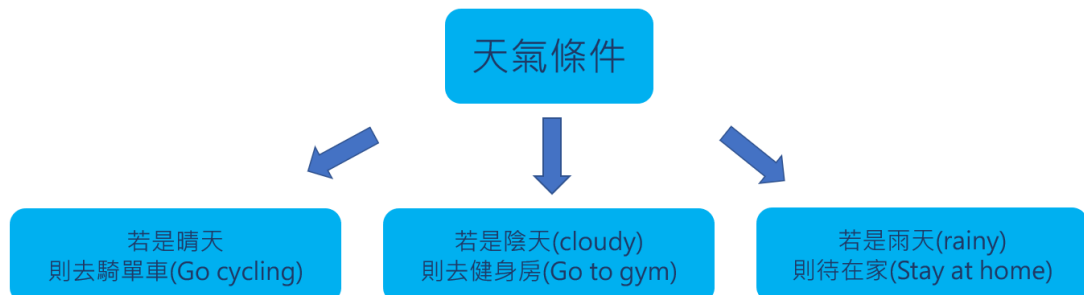 天氣條件
若是晴天
則去騎單車(Go cycling)
若是陰天(cloudy)
則去健身房(Go to gym)
若是雨天(rainy)
則待在家(Stay at home)